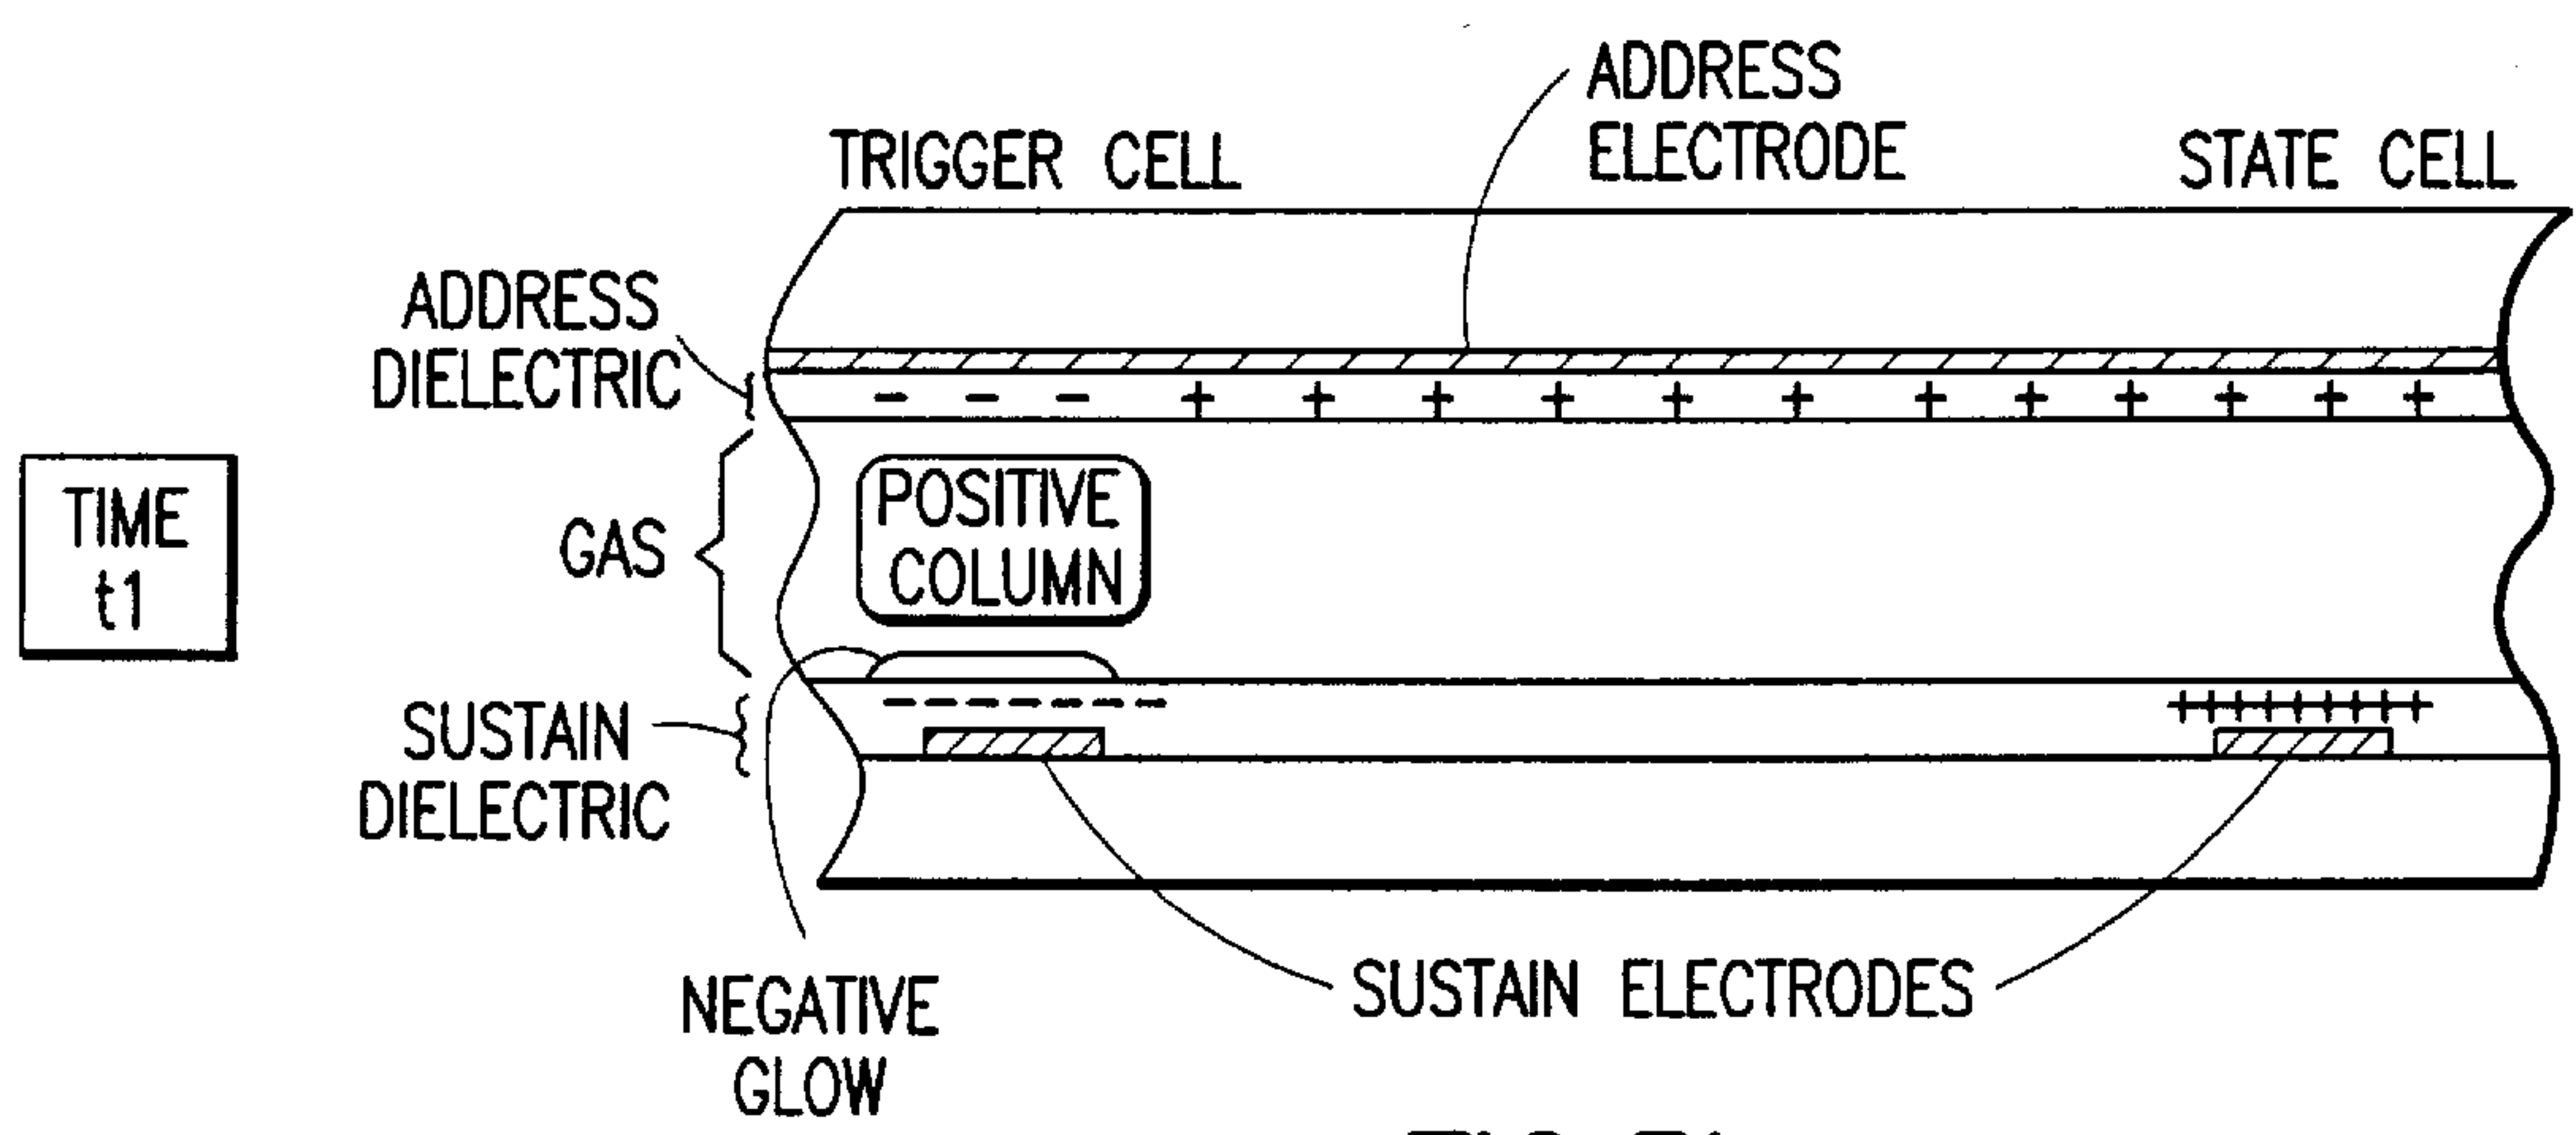 ADDRESS
ELECTRODE
TRIGGER CELL
STATE CELL
ADDRESS
DIELECTRIC
- - - + + + + + + + + + + + +
TIME
t1
GAS
POSITIVE
COLUMN
SUSTAIN
DIELECTRIC
NEGATIVE
GLOW
SUSTAIN ELECTRODES